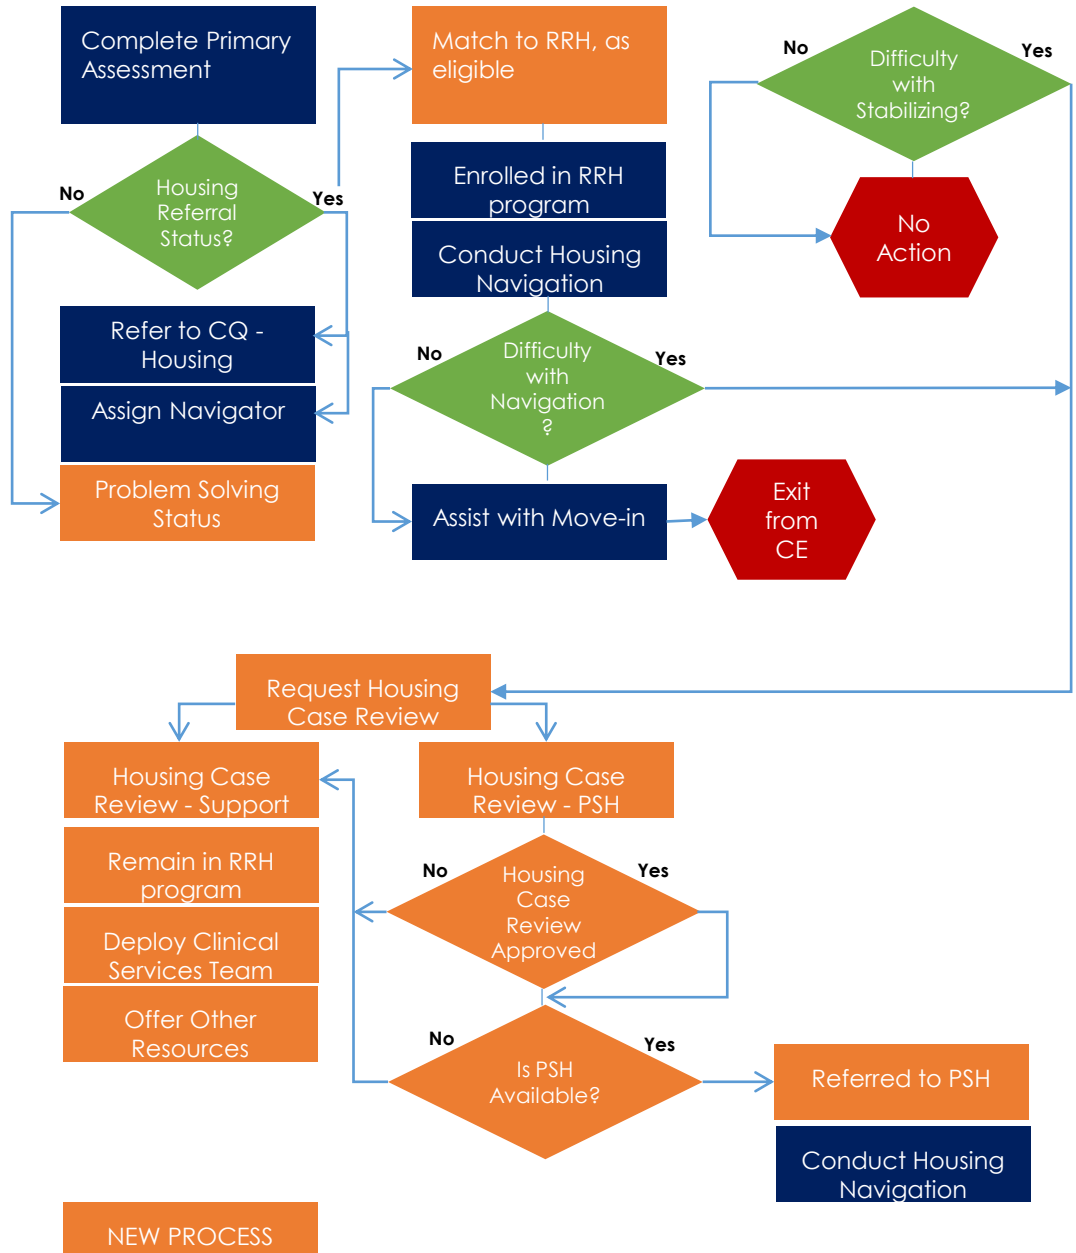 Complete Primary
Assessment
Housing
Referral
Status?
No
Yes
Refer to CQ -
Housing
Assign Navigator
Problem Solving
Status
Match to RRH, as
eligible
Enrolled in RRH
program
Conduct Housing
Navigation
No
Difficulty
with
Navigation
?
Yes
Assist with Move-in
Exit
from
CE
No
Difficulty
with
Stabilizing?
Yes
No
Action
Request Housing
Case Review
Housing Case
Review - Support
Remain in RRH
program
Deploy Clinical
Services Team
Offer Other
Resources
Housing Case
Review - PSH
No
Housing
Case
Review
Approved
Yes
No
Is PSH
Available?
Yes
Referred to PSH
Conduct Housing
Navigation
NEW PROCESS